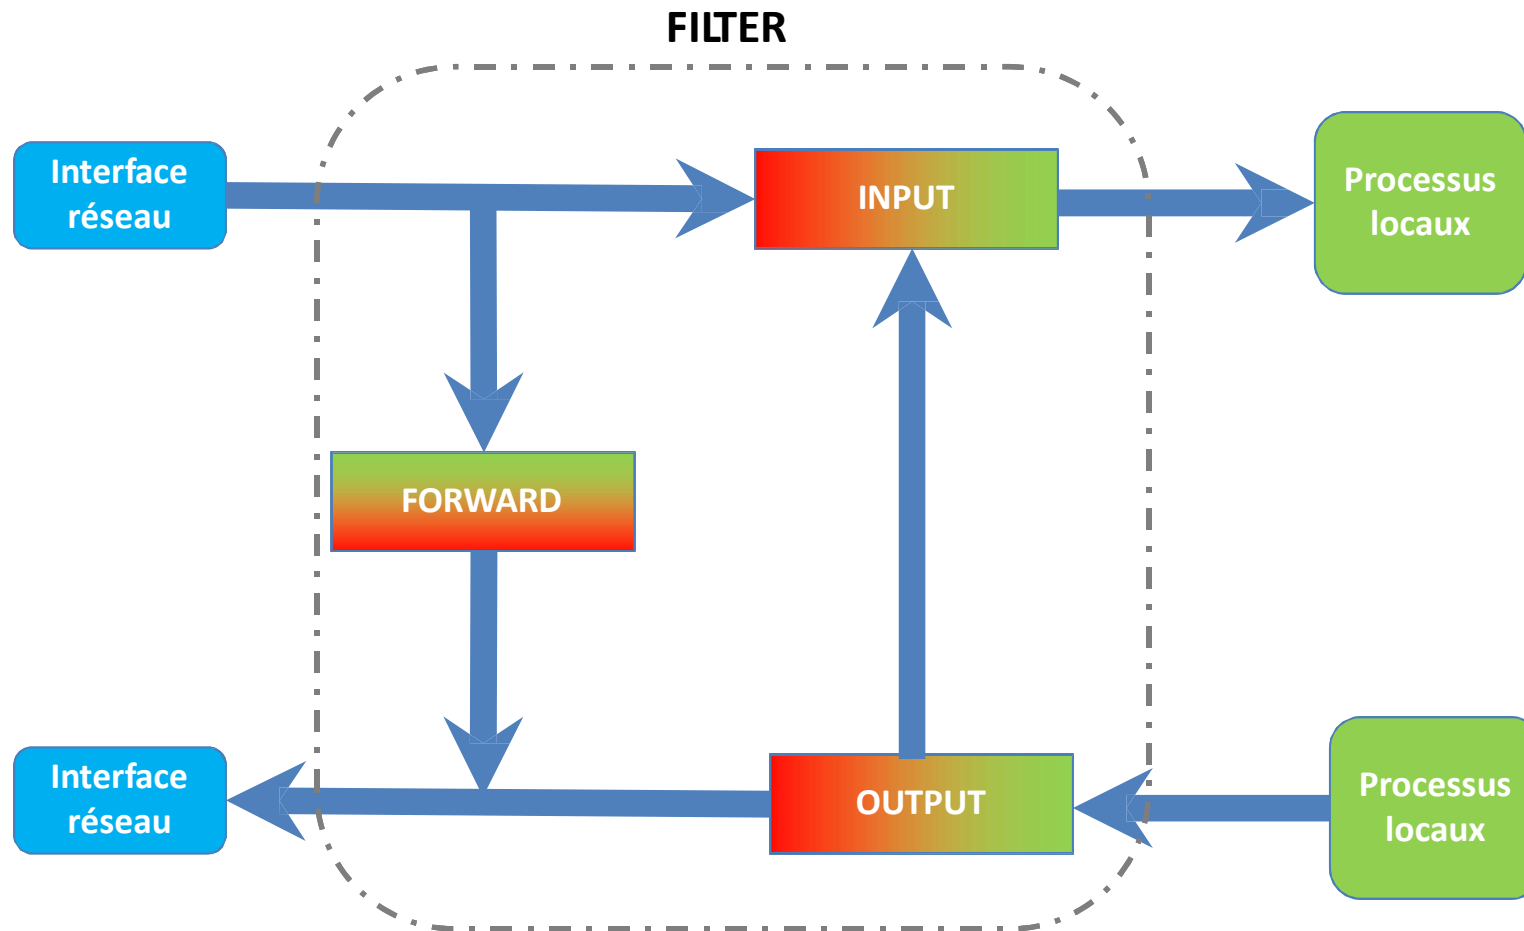 FILTER
Interface
réseau
INPUT
Processus
locaux
FORWARD
Interface
réseau
OUTPUT
Processus
locaux